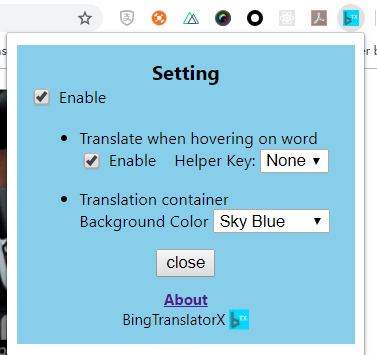 Setting
Enable
Translate when hovering on word
Enable Helper Key: None
Translation container
Background Color Sky Blue
close
About
BingTranslatorX